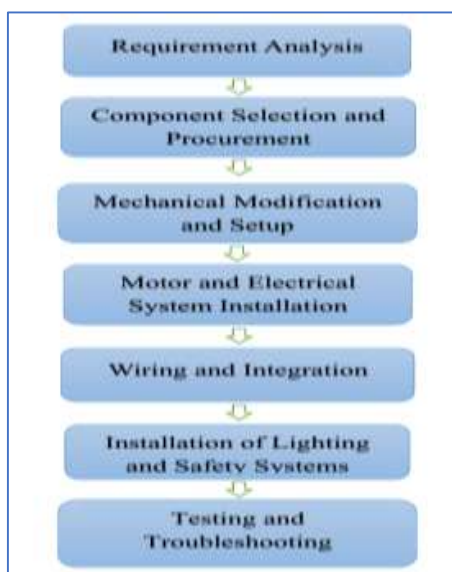 Requirement Analysis
Component Selection and
Procurement
Mechanical Modification
and Setup
Motor and Electrical
System Installation
Wiring and Integration
Installation of Lighting
and Safety Systems
Testing and
Troubleshooting